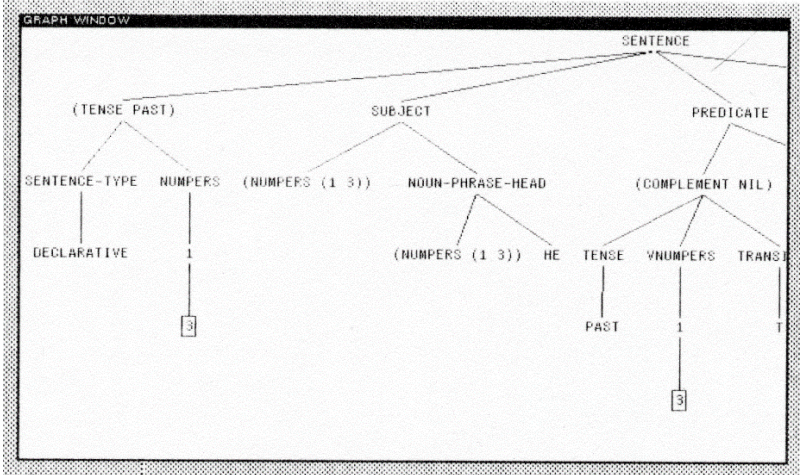 GRAPH WINDOW
SENTENCE
(TENSE PAST) SUBJECT PREDICATE
SENTENCE-TYPE NUMPERS (NUMPERS (1 3)) NOUN-PHRASE-HEAD (COMPLEMENT NIL)
DECLARATIVE 1 (NUMPERS (1 3)) HE TENSE VNUMPERS TRANSI
3 PAST 1 T
3